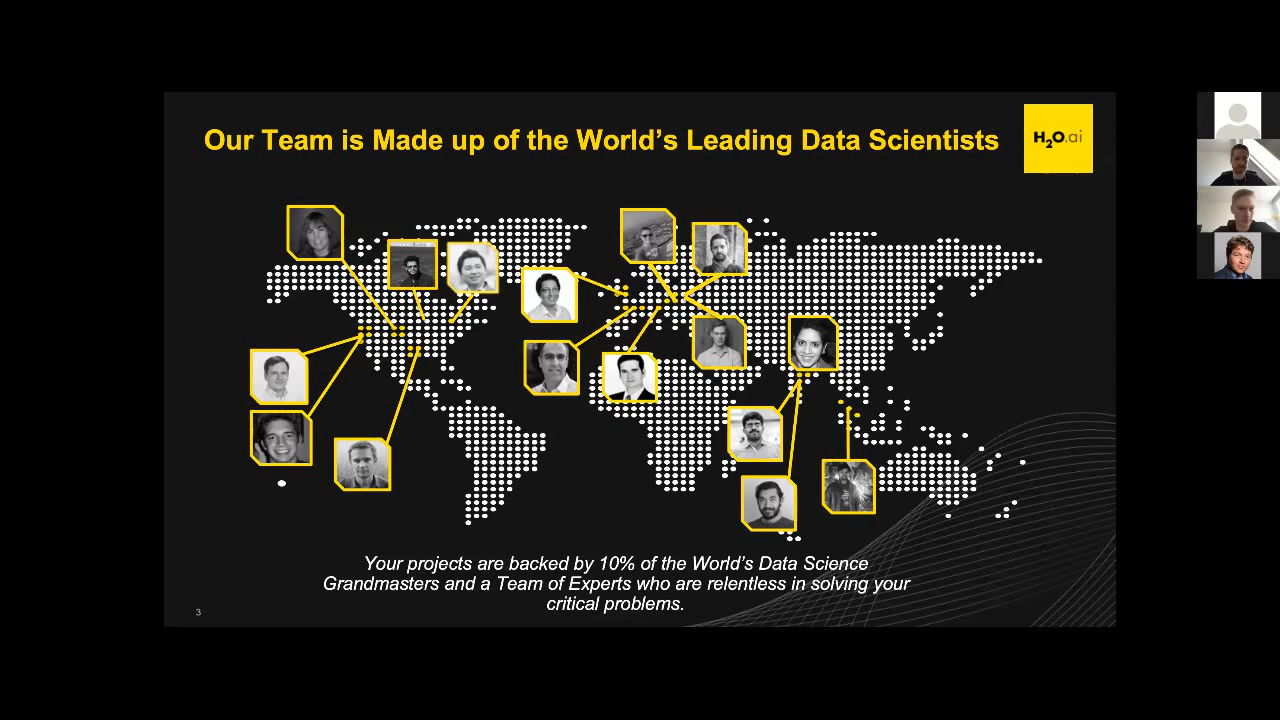 Our Team is Made up of the World's Leading Data Scientists
H2O.ai
Your projects are backed by 10% of the World's Data Science
Grandmasters and a Team of Experts who are relentless in solving your
critical problems.
3